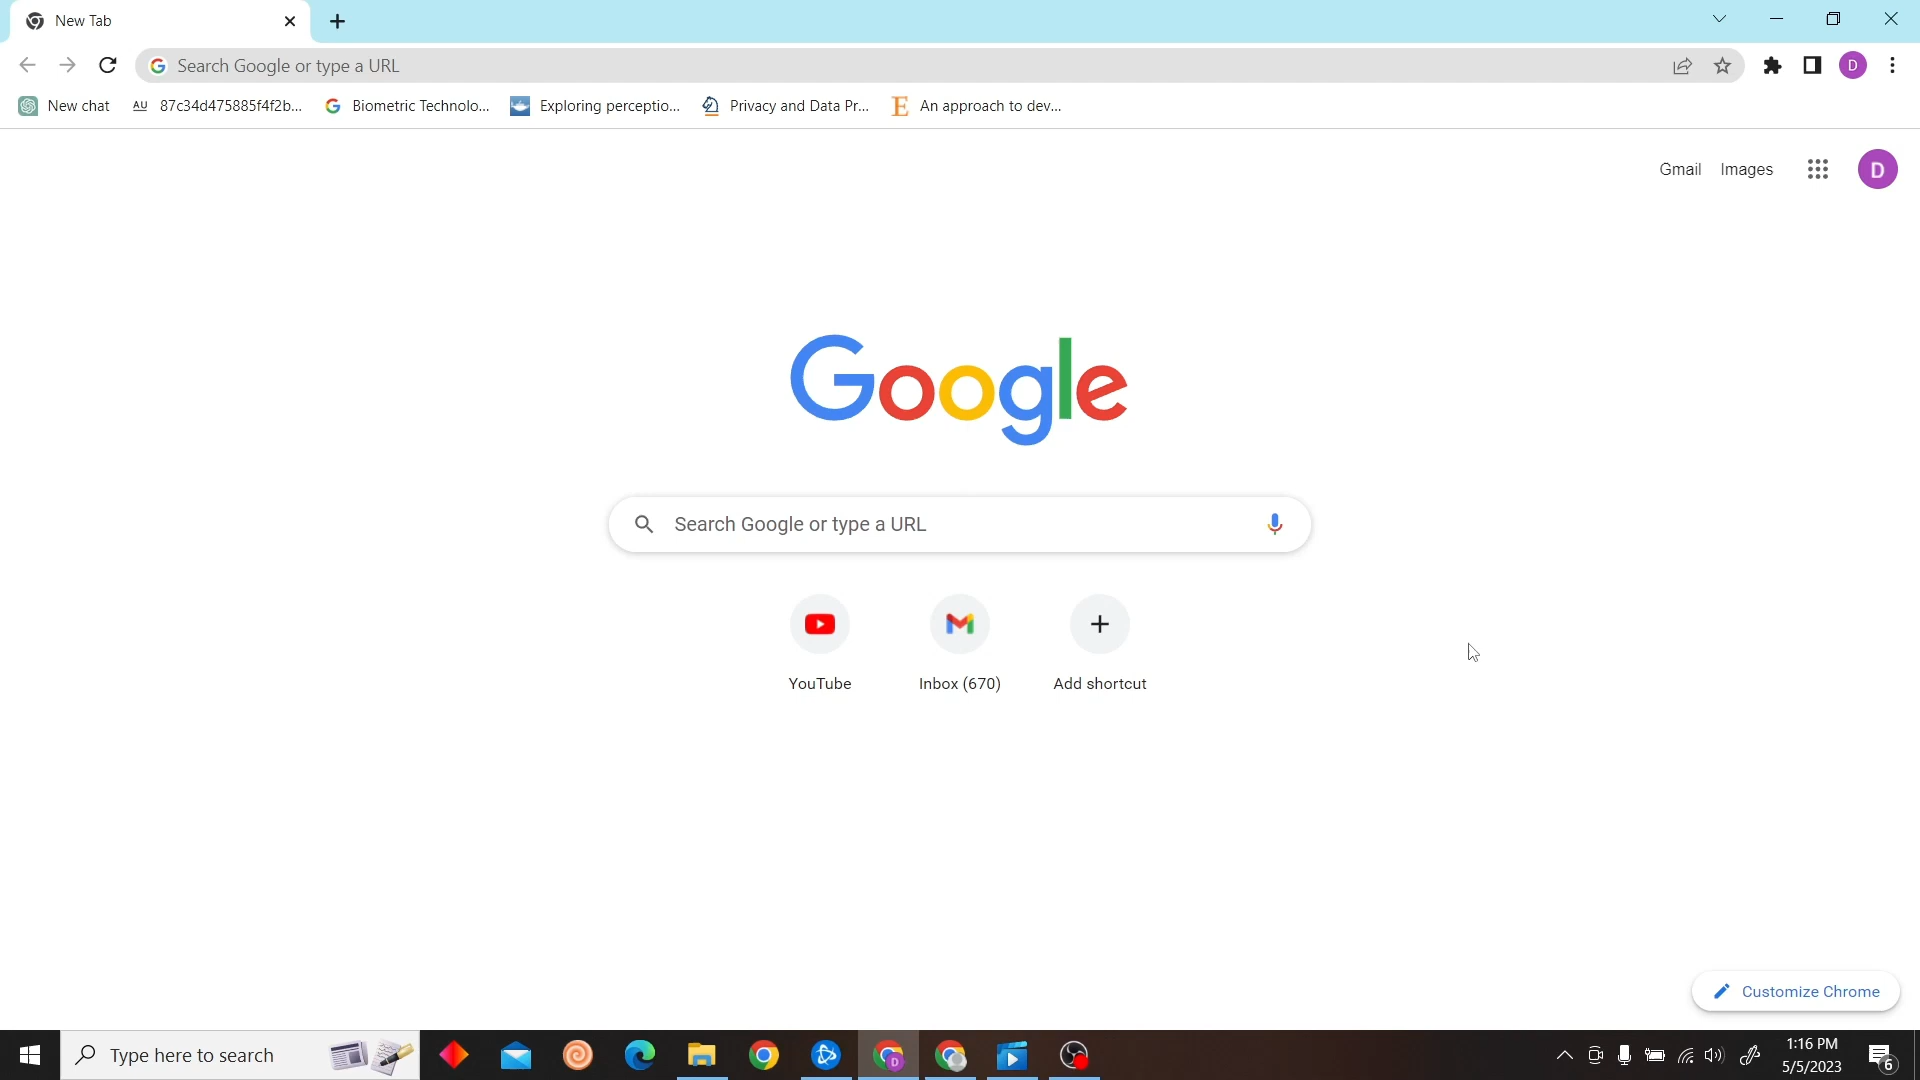 New Tab
Search Google or type a URL
New chat
AU 87c34d475885f4f2b...
G Biometric Technolo...
Exploring perceptio...
Privacy and Data Pr...
E An approach to dev...
D
Gmail Images
D
Google
Search Google or type a URL
YouTube Inbox (670) Add shortcut
Customize Chrome
Type here to search
D
1:16 PM
5/5/2023
6